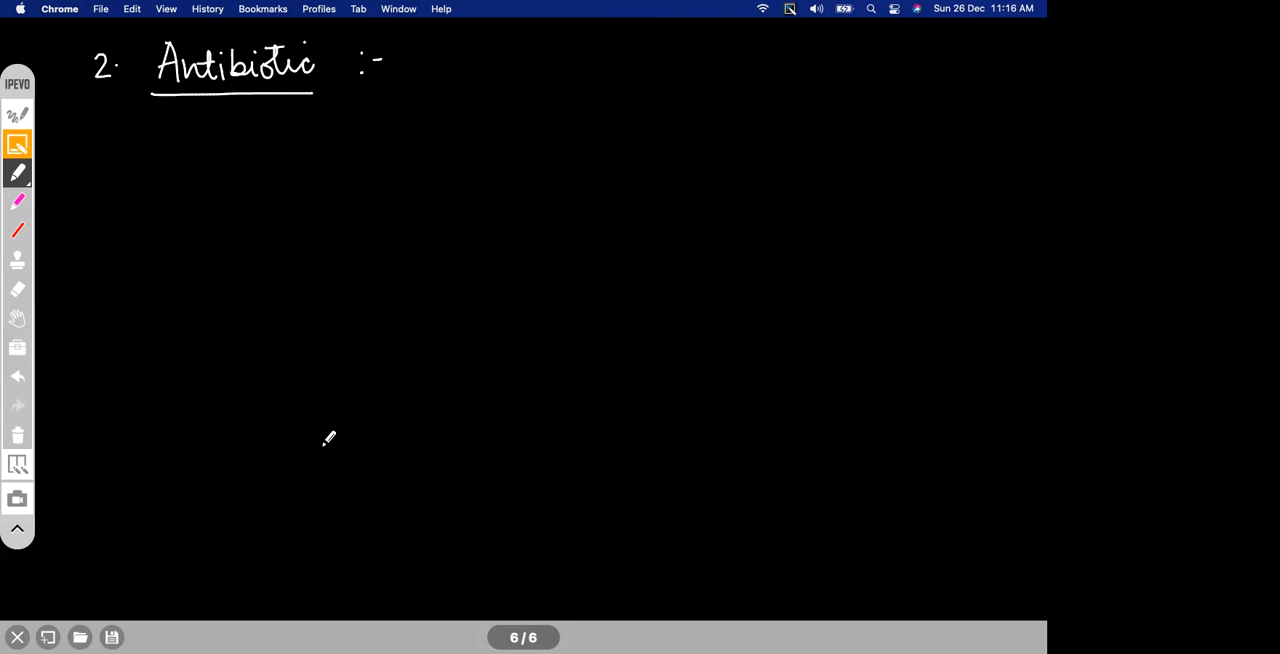 Chrome File Edit View History Bookmarks Profiles Tab Window Help Sun 26 Dec 11:16 AM
2. Antibiotic :-
IPEVO
6 / 6